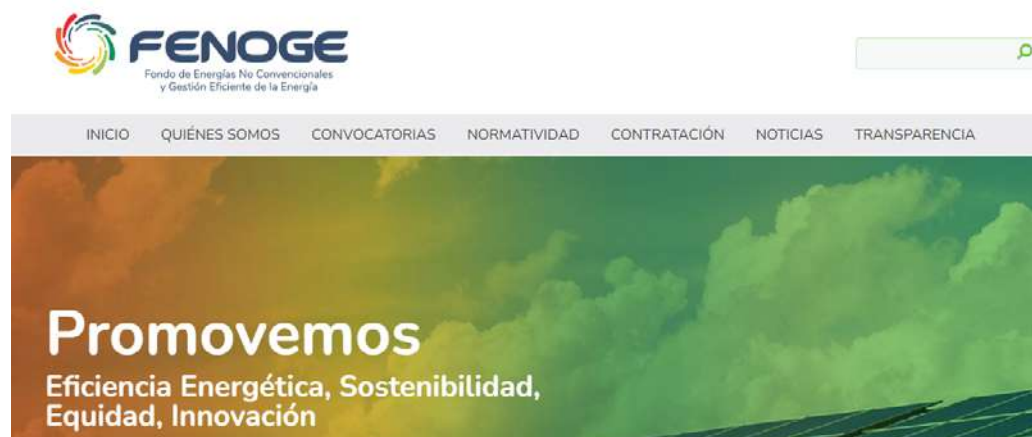 FENOGE
Fondo de Energías No Convencionales
y Gestión Eficiente de la Energía
INICIO QUIÉNES SOMOS CONVOCATORIAS NORMATIVIDAD CONTRATACIÓN NOTICIAS TRANSPARENCIA
Promovemos
Eficiencia Energética, Sostenibilidad,
Equidad, Innovación